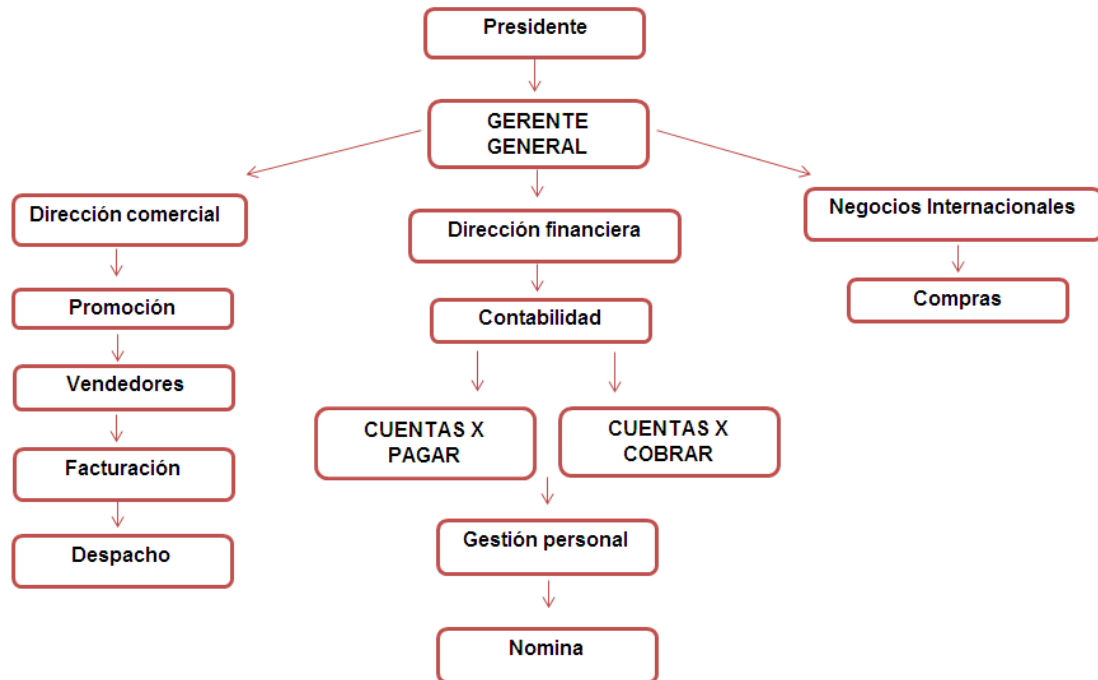 Presidente
GERENTE
GENERAL
Dirección comercial
Dirección financiera
Negocios Internacionales
Promoción
Contabilidad
Compras
Vendedores
CUENTAS X
PAGAR
CUENTAS X
COBRAR
Facturación
Gestión personal
Despacho
Nomina